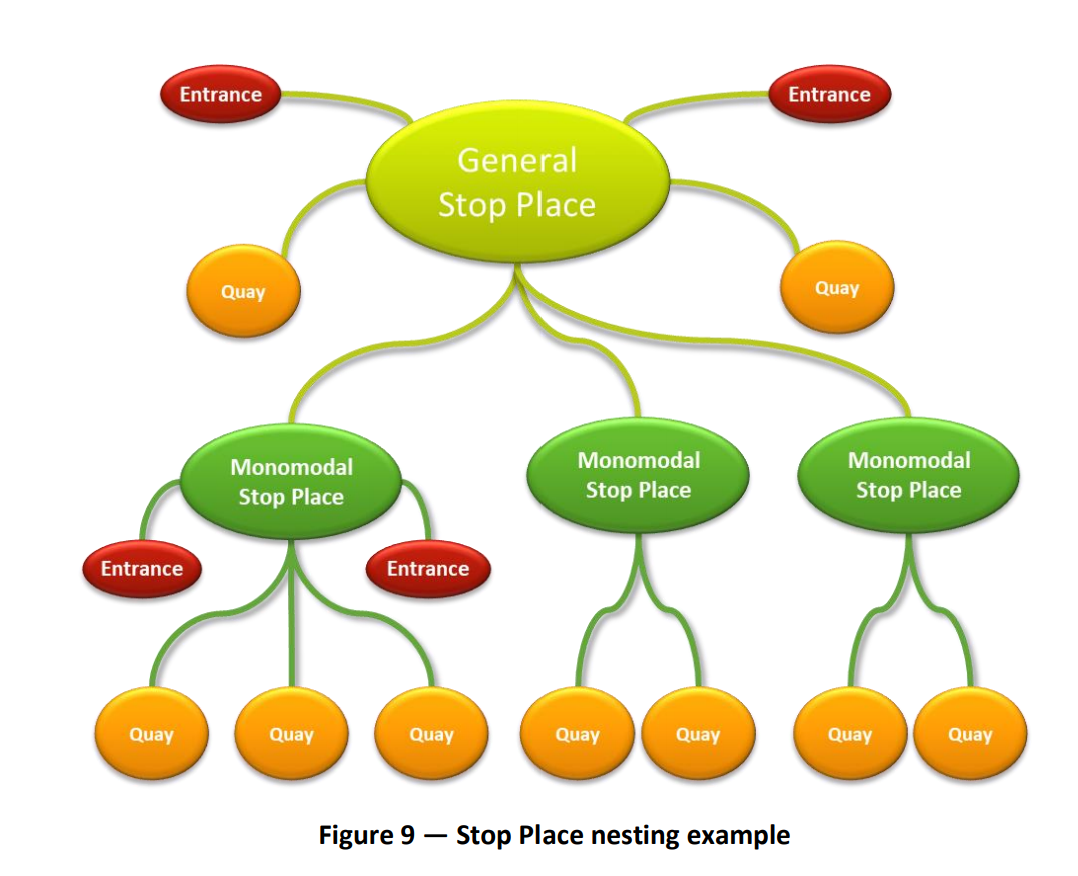 Entrance
Entrance
General
Stop Place
Quay
Quay
Monomodal
Stop Place
Monomodal
Stop Place
Monomodal
Stop Place
Entrance
Entrance
Quay
Quay
Quay
Quay
Quay
Quay
Quay
Figure 9 — Stop Place nesting example